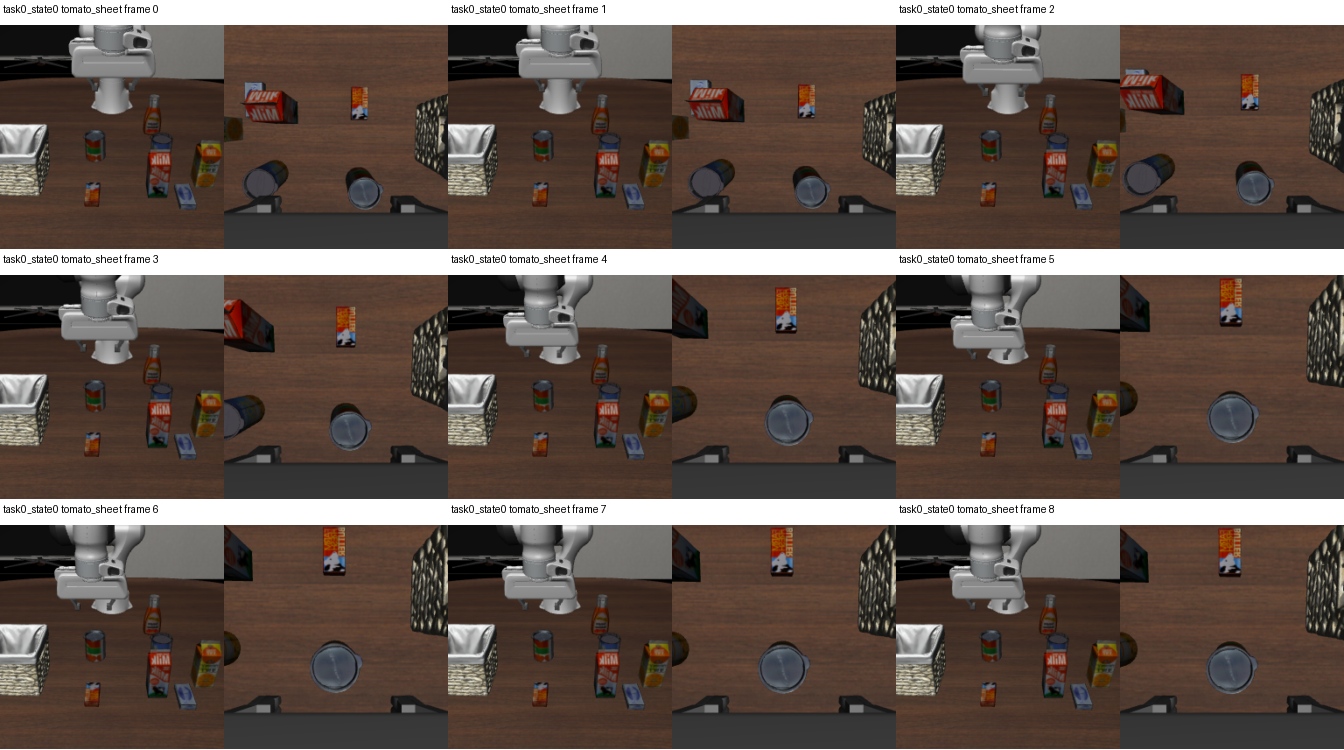 task0_state0 tomato_sheet frame 0
task0_state0 tomato_sheet frame 1
task0_state0 tomato_sheet frame 2
task0_state0 tomato_sheet frame 3
task0_state0 tomato_sheet frame 4
task0_state0 tomato_sheet frame 5
task0_state0 tomato_sheet frame 6
task0_state0 tomato_sheet frame 7
task0_state0 tomato_sheet frame 8